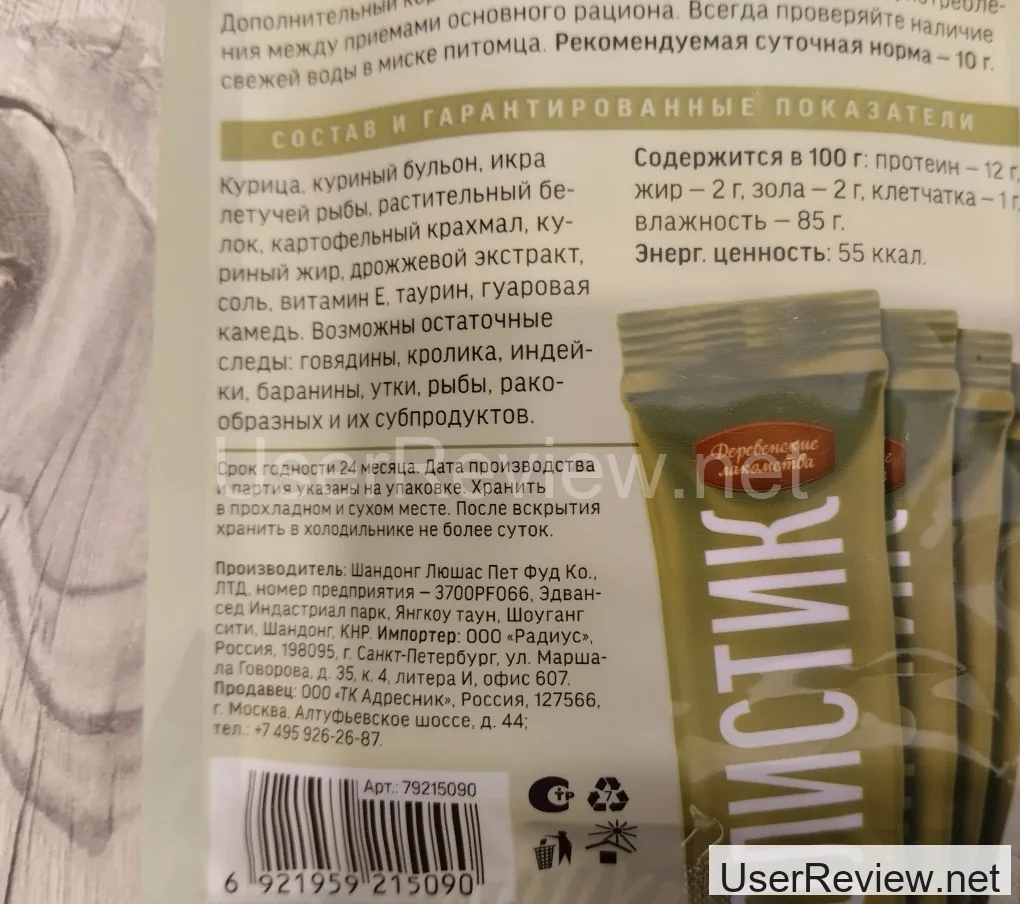 Дополнительный
ния между приемами основного рациона. Всегда проверяйте наличие
свежей воды в миске питомца. Рекомендуемая суточная норма – 10 г.
СОСТАВ И ГАРАНТИРОВАННЫЕ ПОКАЗАТЕЛИ
Курица, куриный бульон, икра
летучей рыбы, растительный бе-
лок, картофельный крахмал, ку-
риный жир, дрожжевой экстракт,
соль, витамин Е, таурин, гуаровая
камедь. Возможны остаточные
следы: говядины, кролика, индей-
ки, баранины, утки, рыбы, рако-
образных и их субпродуктов.
Содержится в 100 г: протеин – 12 г,
жир – 2 г, зола – 2 г, клетчатка – 1 г,
влажность – 85 г.
Энерг. ценность: 55 ккал.
Срок годности 24 месяца. Дата производства
и партия указаны на упаковке. Хранить
в прохладном и сухом месте. После вскрытия
хранить в холодильнике не более суток.
Производитель: Шандонг Люшас Пет Фуд Ко.,
ЛТД, номер предприятия – 3700PF066, Эдван-
сед Индастриал парк, Янгкоу таун, Шоуганг
сити, Шандонг, КНР. Импортер: ООО «Радиус»,
Россия, 198095, г. Санкт-Петербург, ул. Марша-
ла Говорова, д. 35, к. 4, литера И, офис 607.
Продавец: ООО «ТК Адресник», Россия, 127566,
г. Москва, Алтуфьевское шоссе, д. 44;
тел.: +7 495 926-26-87.
Арт.: 79215090
6 921959 215090
СТР
7
Деревенские
лакомства
ЛИСТИК
UserReview.net
UserReview.net